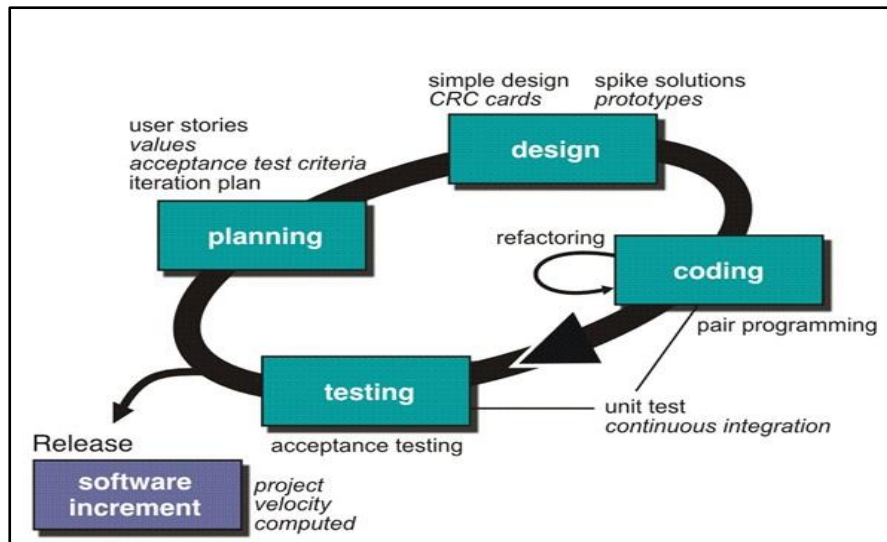 simple design
CRC cards
spike solutions
prototypes
user stories
values
acceptance test criteria
iteration plan
design
planning
refactoring
coding
pair programming
testing
unit test
continuous integration
acceptance testing
Release
software
increment
project
velocity
computed